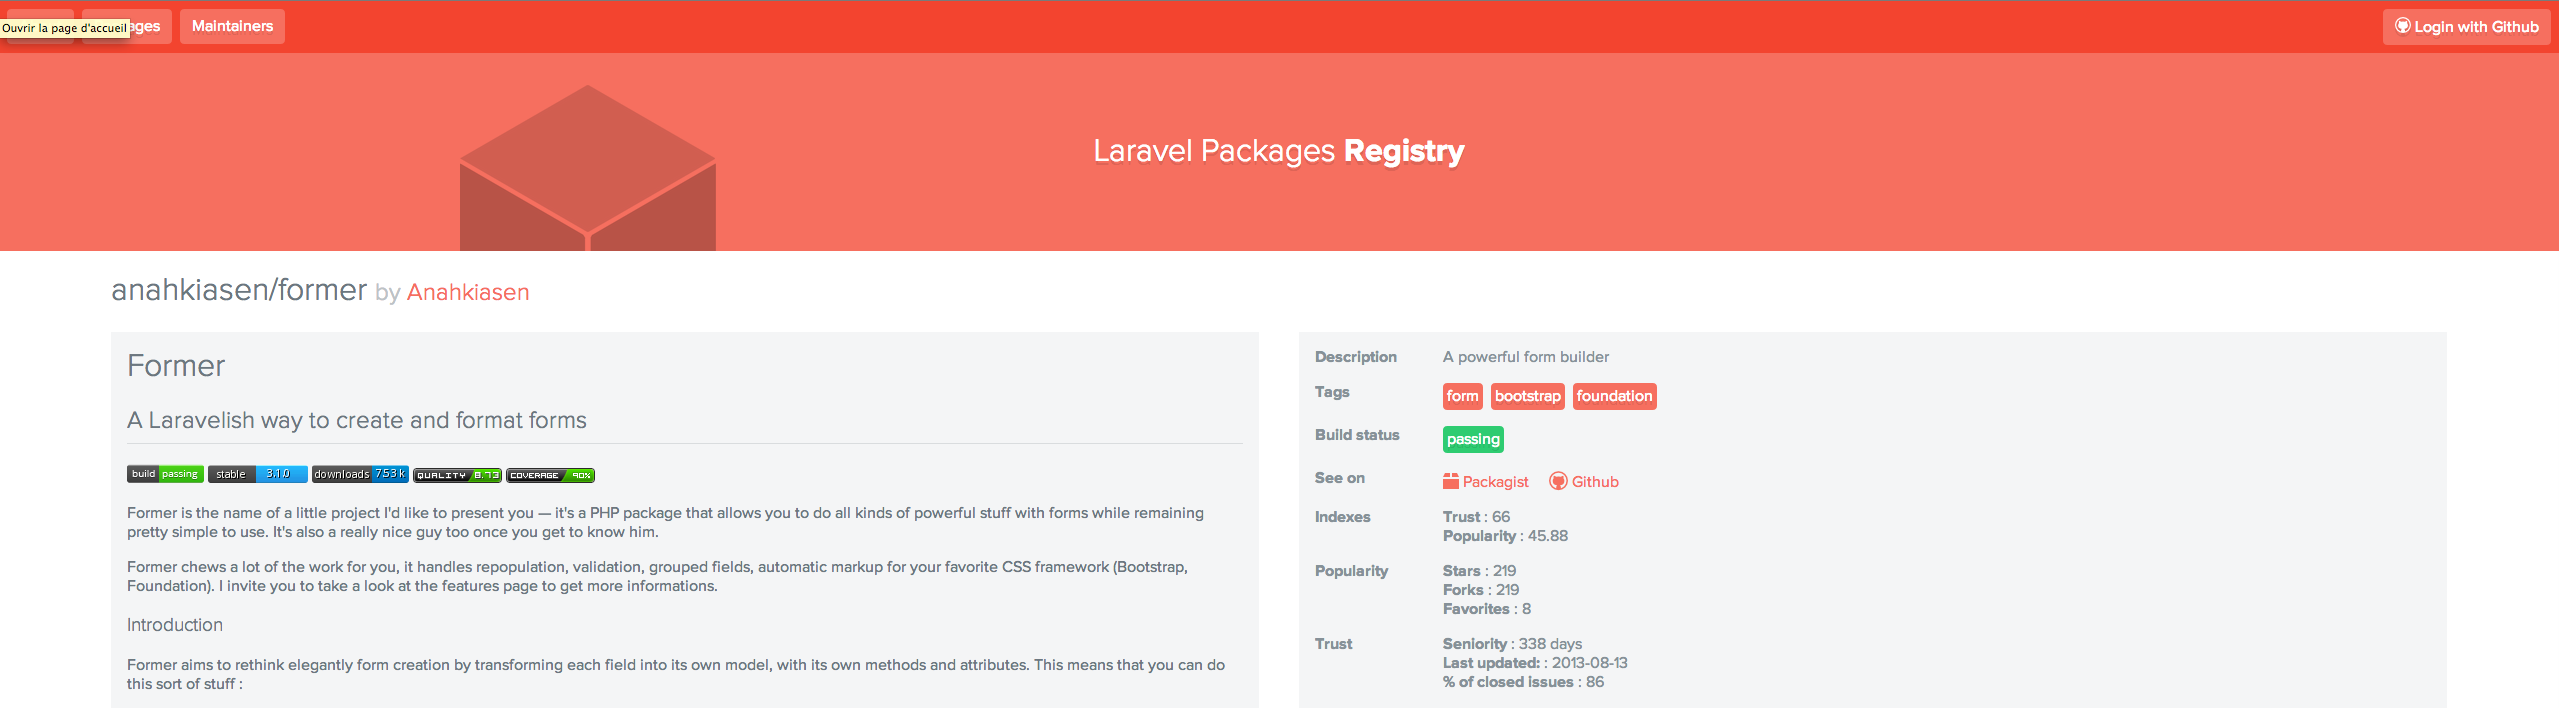 Ouvrir la page d'accueil
ages
Maintainers
Login with Github
Laravel Packages Registry
anahkiasen/former by Anahkiasen
Former
A Laravelish way to create and format forms
build passing stable 3.1.0 downloads 753 k QUALITY 8.73 COVERAGE 90%
Former is the name of a little project I'd like to present you — it's a PHP package that allows you to do all kinds of powerful stuff with forms while remaining
pretty simple to use. It's also a really nice guy too once you get to know him.
Former chews a lot of the work for you, it handles repopulation, validation, grouped fields, automatic markup for your favorite CSS framework (Bootstrap,
Foundation). I invite you to take a look at the features page to get more informations.
Introduction
Former aims to rethink elegantly form creation by transforming each field into its own model, with its own methods and attributes. This means that you can do
this sort of stuff :
Description A powerful form builder
Tags form bootstrap foundation
Build status passing
See on Packagist Github
Indexes Trust : 66
Popularity : 45.88
Popularity Stars : 219
Forks : 219
Favorites : 8
Trust Seniority : 338 days
Last updated: : 2013-08-13
% of closed issues : 86